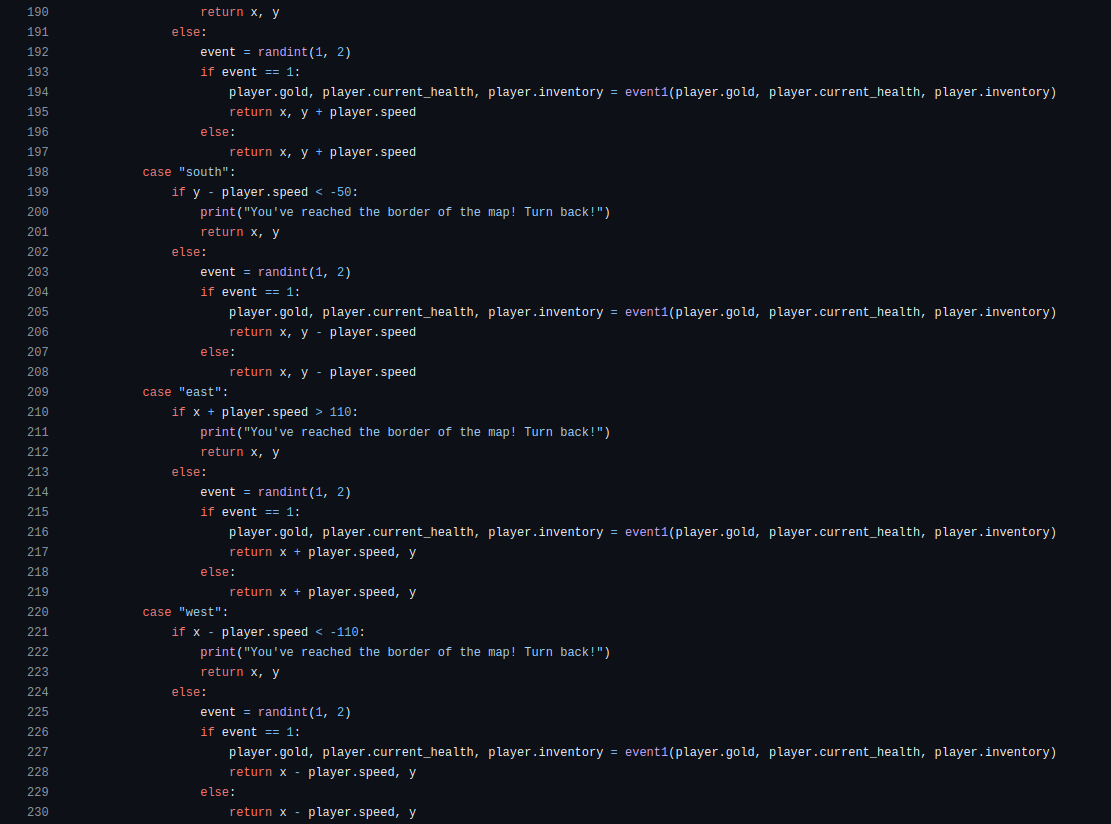 190 return x, y
191 else:
192 event = randint(1, 2)
193 if event == 1:
194 player.gold, player.current_health, player.inventory = event1(player.gold, player.current_health, player.inventory)
195 return x, y + player.speed
196 else:
197 return x, y + player.speed
198 case "south":
199 if y - player.speed < -50:
200 print("You've reached the border of the map! Turn back!")
201 return x, y
202 else:
203 event = randint(1, 2)
204 if event == 1:
205 player.gold, player.current_health, player.inventory = event1(player.gold, player.current_health, player.inventory)
206 return x, y - player.speed
207 else:
208 return x, y - player.speed
209 case "east":
210 if x + player.speed > 110:
211 print("You've reached the border of the map! Turn back!")
212 return x, y
213 else:
214 event = randint(1, 2)
215 if event == 1:
216 player.gold, player.current_health, player.inventory = event1(player.gold, player.current_health, player.inventory)
217 return x + player.speed, y
218 else:
219 return x + player.speed, y
220 case "west":
221 if x - player.speed < -110:
222 print("You've reached the border of the map! Turn back!")
223 return x, y
224 else:
225 event = randint(1, 2)
226 if event == 1:
227 player.gold, player.current_health, player.inventory = event1(player.gold, player.current_health, player.inventory)
228 return x - player.speed, y
229 else:
230 return x - player.speed, y